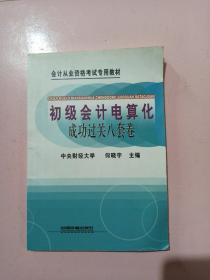 会计从业资格考试专用教材
初级会计电算化
成功过关八套卷
中央财经大学 何晓宇 主编